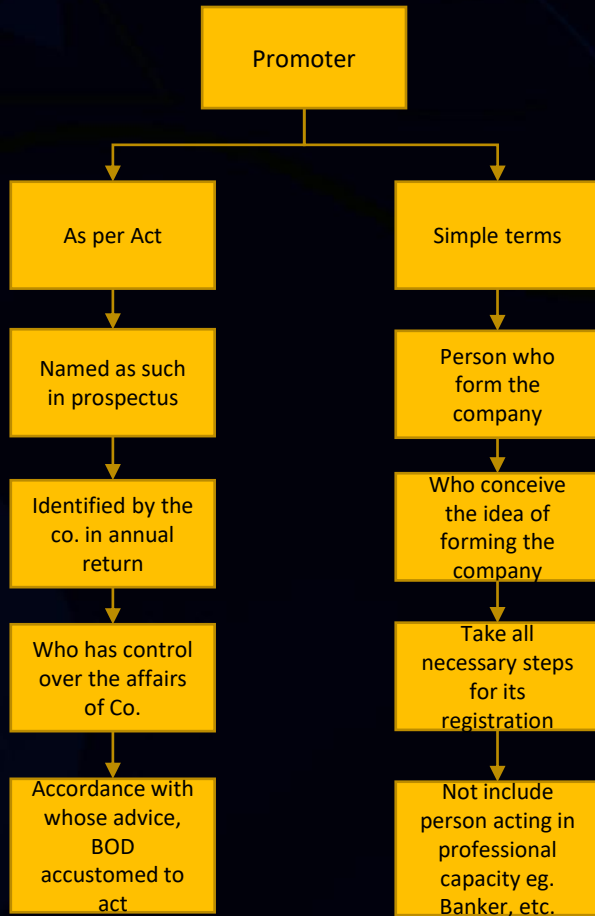 Promoter
As per Act
Named as such
in prospectus
Identified by the
co. in annual
return
Who has control
over the affairs
of Co.
Accordance with
whose advice,
BOD
accustomed to
act
Simple terms
Person who
form the
company
Who conceive
the idea of
forming the
company
Take all
necessary steps
for its
registration
Not include
person acting in
professional
capacity eg.
Banker, etc.